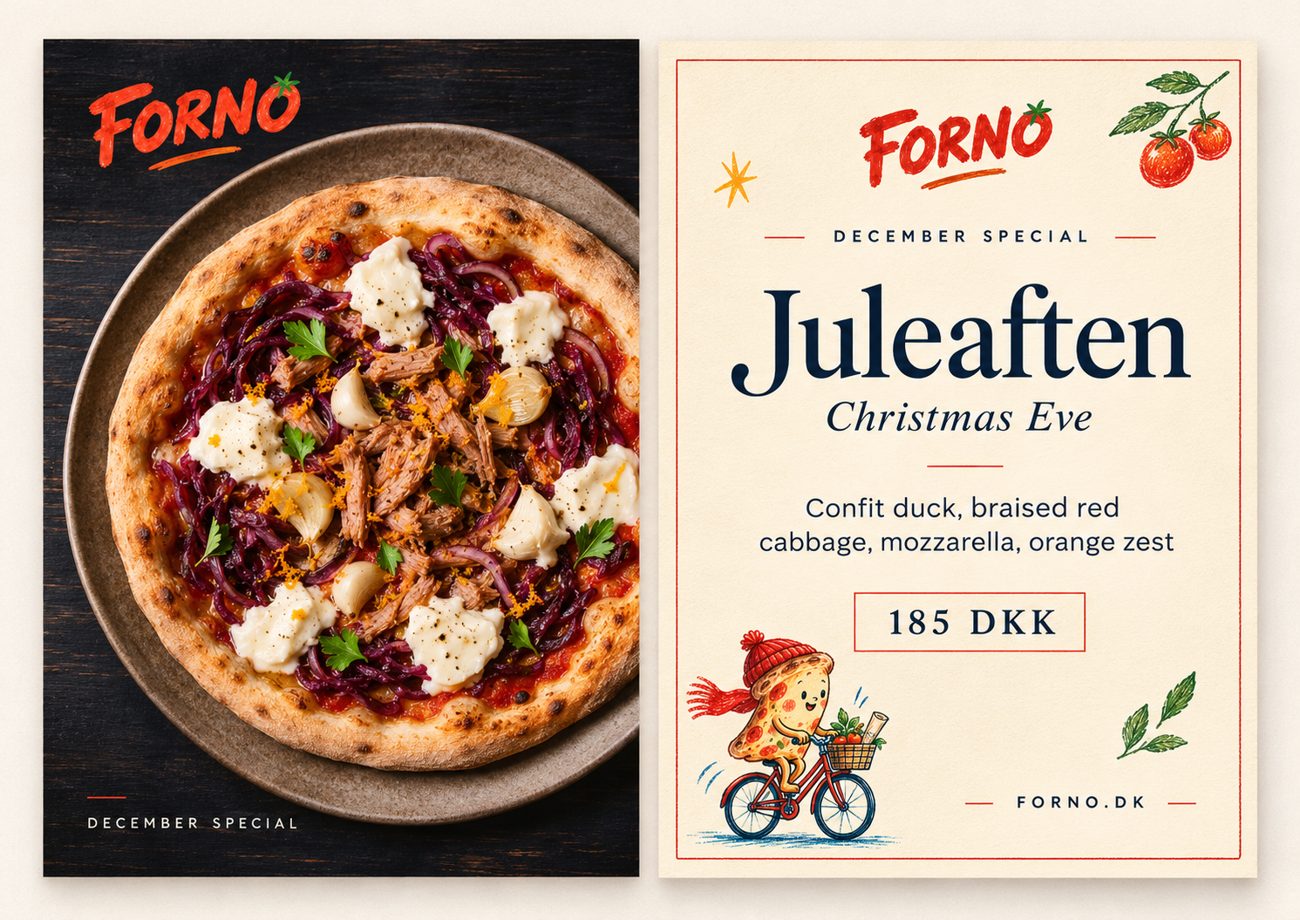 FORNO
DECEMBER SPECIAL
FORNO
DECEMBER SPECIAL
Juleaften
Christmas Eve
Confit duck, braised red
cabbage, mozzarella, orange zest
185 DKK
FORNO.DK